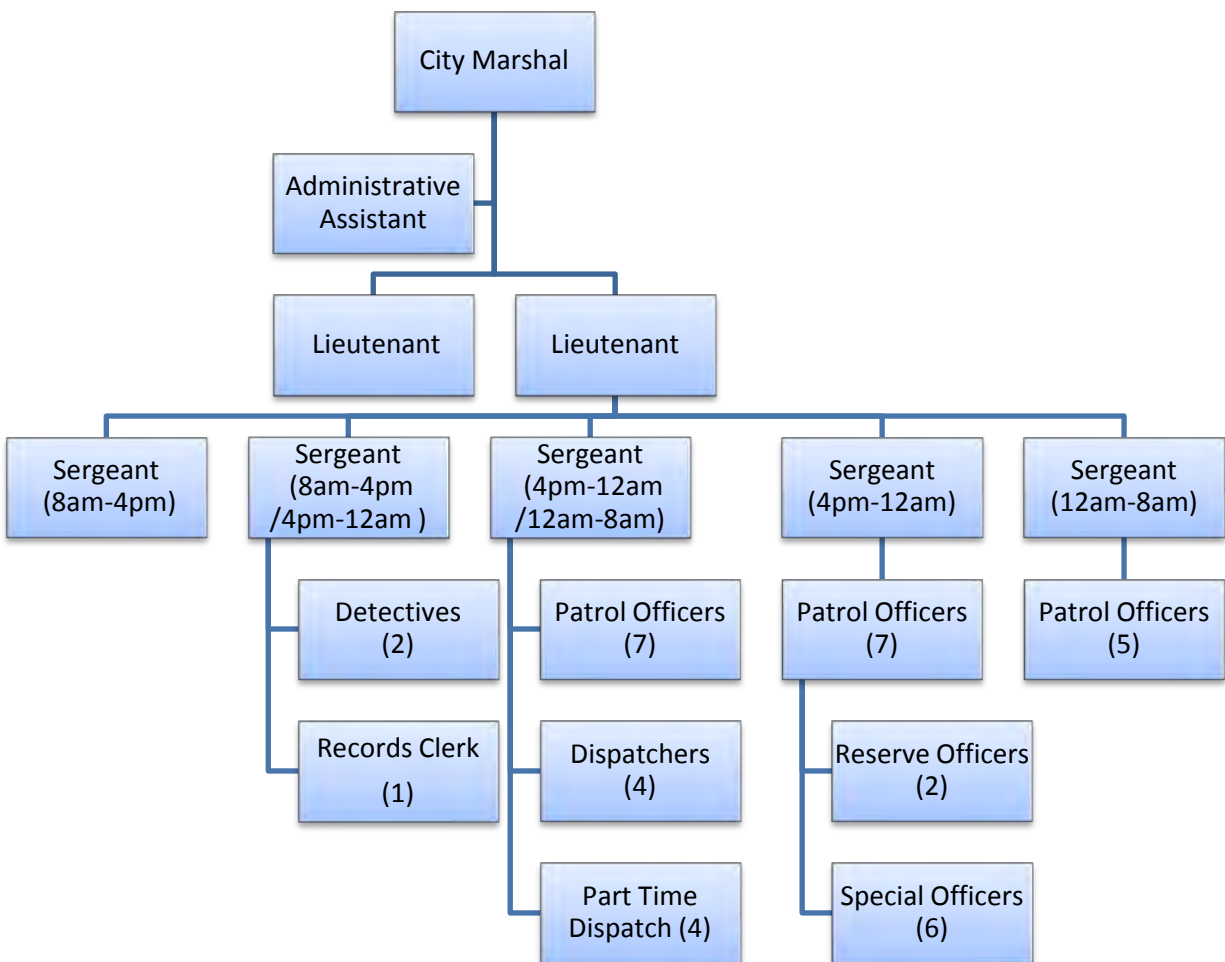 City Marshal
Administrative
Assistant
Lieutenant
Lieutenant
Sergeant
(8am-4pm)
Sergeant
(8am-4pm
/4pm-12am )
Sergeant
(4pm-12am
/12am-8am)
Sergeant
(4pm-12am)
Sergeant
(12am-8am)
Detectives
(2)
Patrol Officers
(7)
Patrol Officers
(7)
Patrol Officers
(5)
Records Clerk
(1)
Dispatchers
(4)
Reserve Officers
(2)
Part Time
Dispatch (4)
Special Officers
(6)